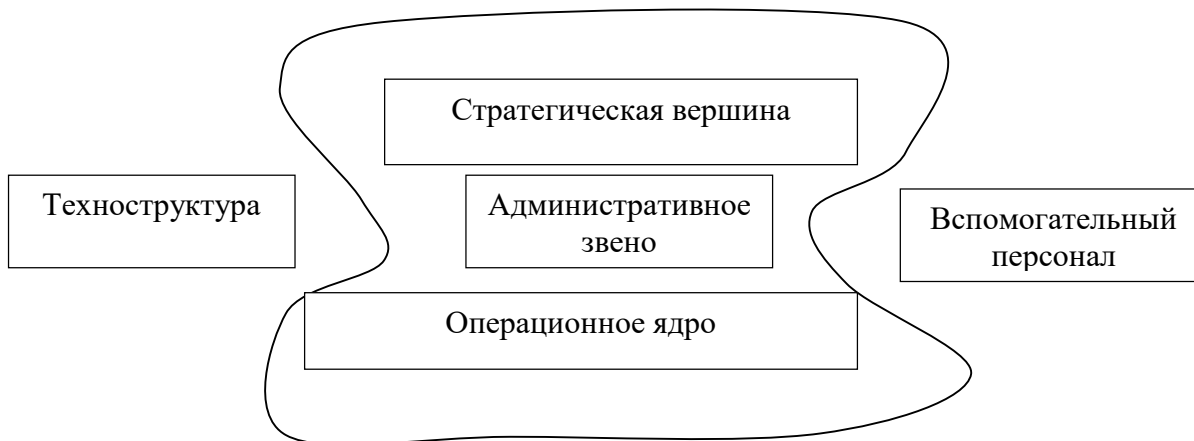 Стратегическая вершина
Техноструктура
Административное
звено
Вспомогательный
персонал
Операционное ядро